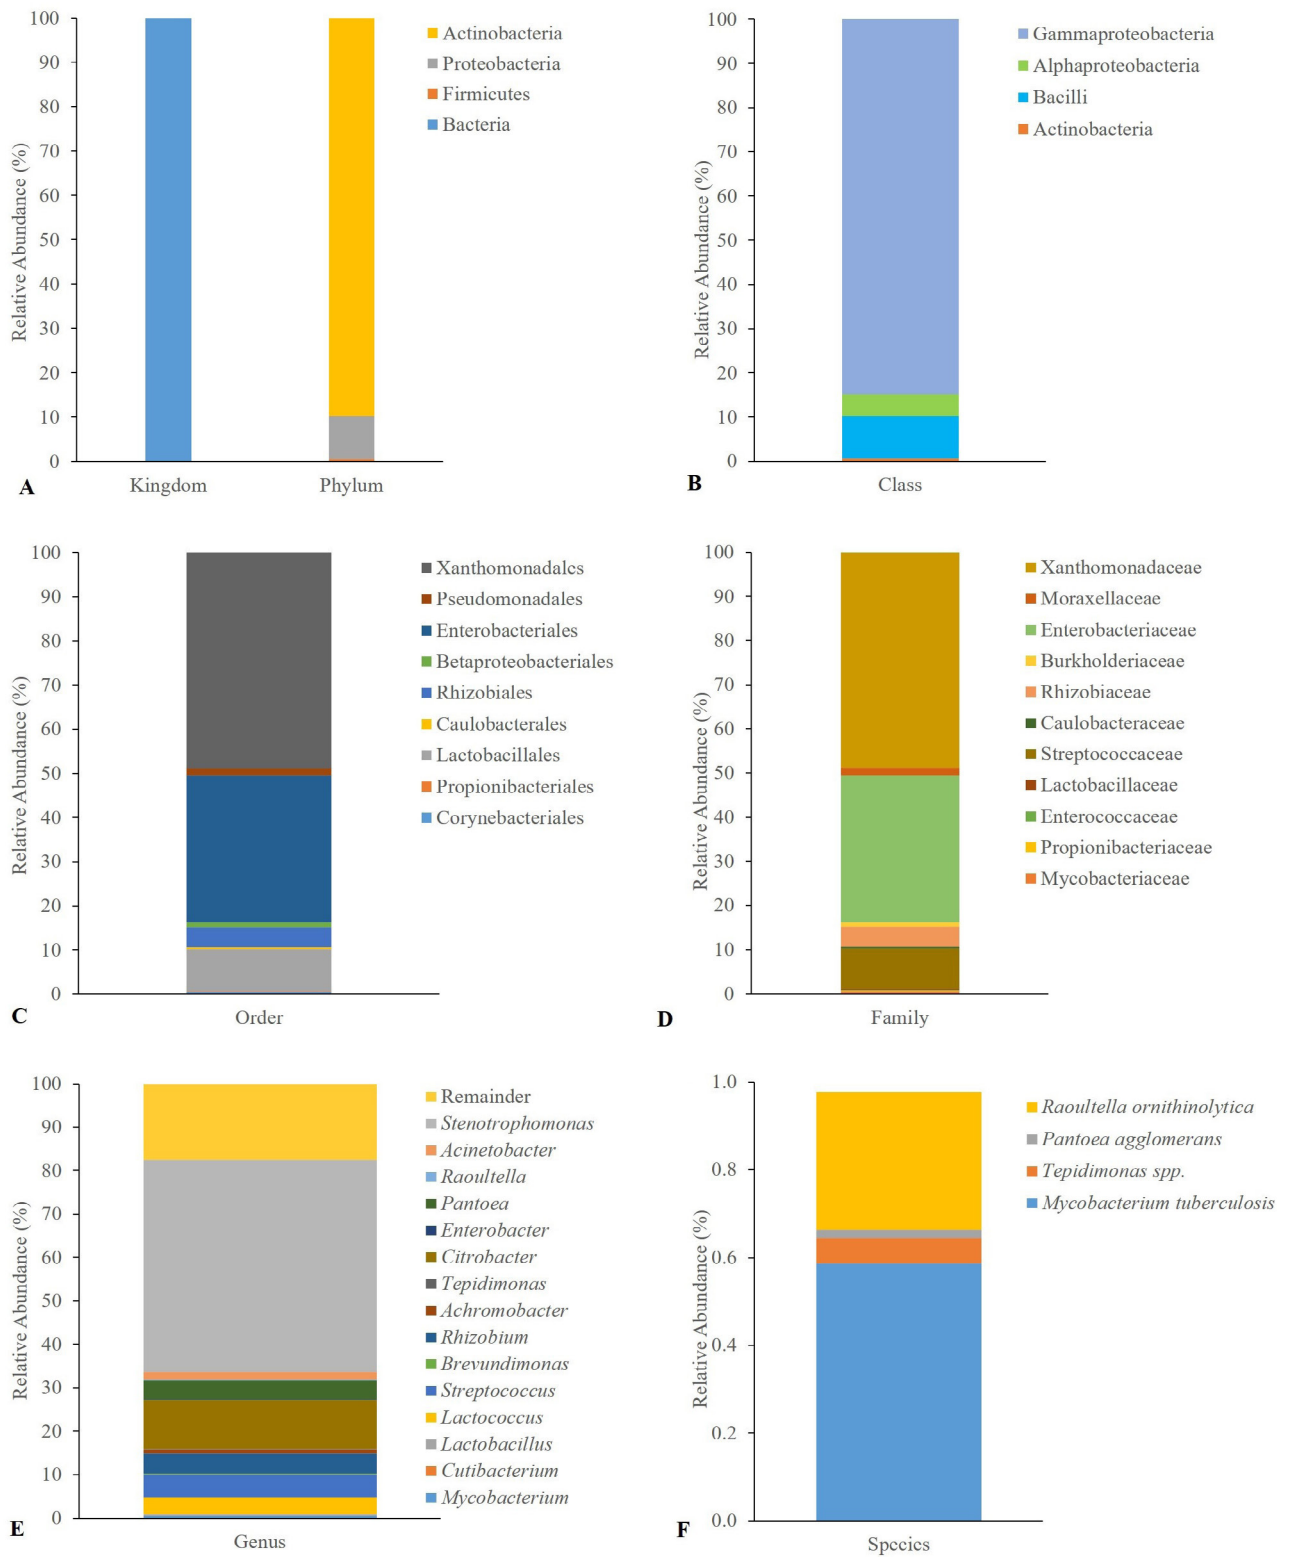 100
90
80
70
60
50
40
30
20
10
0
Relative Abundance (%)
Kingdom
Phylum
Actinobacteria
Proteobacteria
Firmicutes
Bacteria
A
100
90
80
70
60
50
40
30
20
10
0
Relative Abundance (%)
Class
Gammaproteobacteria
Alphaproteobacteria
Bacilli
Actinobacteria
B
100
90
80
70
60
50
40
30
20
10
0
Relative Abundance (%)
Order
Xanthomonadalcs
Pseudomonadales
Enterobacteriales
Betaproteobacteriales
Rhizobiales
Caulobacterales
Lactobacillales
Propionibacteriales
Corynebacteriales
C
100
90
80
70
60
50
40
30
20
10
0
Relative Abundance (%)
Family
Xanthomonadaceae
Moraxellaceae
Enterobacteriaceae
Burkholderiaceae
Rhizobiaceae
Caulobacteraceae
Streptococcaceae
Lactobacillaceae
Enterococcaceae
Propionibacteriaceae
Mycobacteriaceae
D
100
90
80
70
60
50
40
30
20
10
0
Relative Abundance (%)
Genus
Remainder
Stenotrophomonas
Acinetobacter
Raoultella
Pantoea
Enterobacter
Citrobacter
Tepidimonas
Achromobacter
Rhizobium
Brevundimonas
Streptococcus
Lactococcus
Lactobacillus
Cutibacterium
Mycobacterium
E
1.0
0.8
0.6
0.4
0.2
0.0
Relative Abundance (%)
Spccics
Raoultella ornithinolytica
Pantoea agglomerans
Tepidimonas spp.
Mycobacterium tuberculosis
F